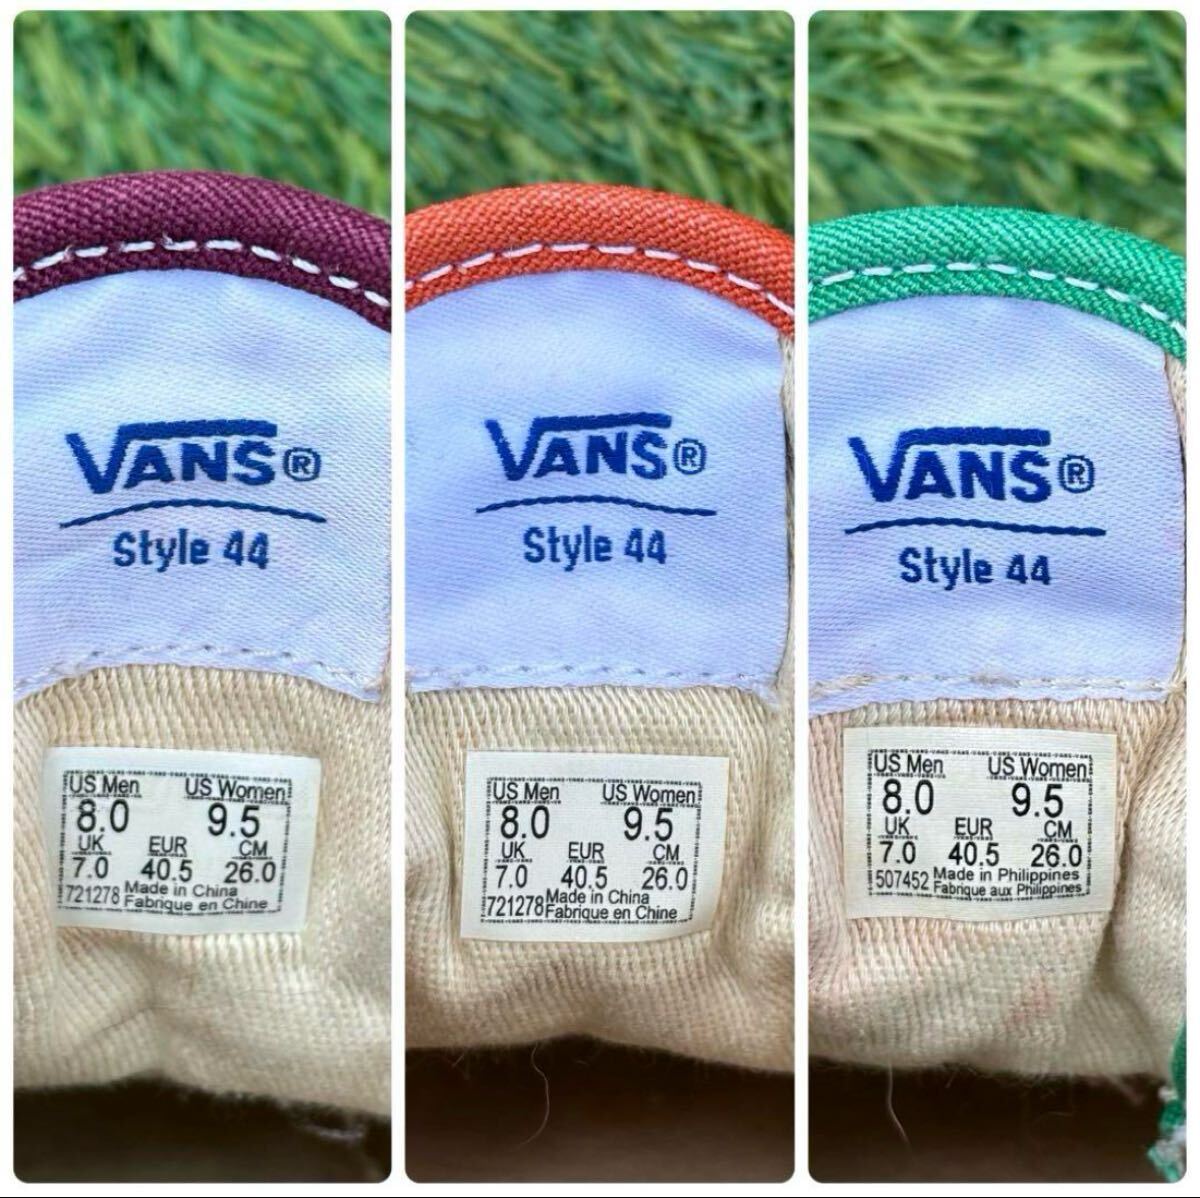 VANS®
Style 44
US Men US Women
8.0 9.5
UK EUR CM
7.0 40.5 26.0
721278 Made in China
Fabrique en Chine
VANS®
Style 44
US Men US Women
8.0 9.5
UK EUR CM
7.0 40.5 26.0
721278 Made in China
Fabrique en Chine
VANS®
Style 44
US Men US Women
8.0 9.5
UK EUR CM
7.0 40.5 26.0
507452 Made in Philippines
Fabrique aux Philippines